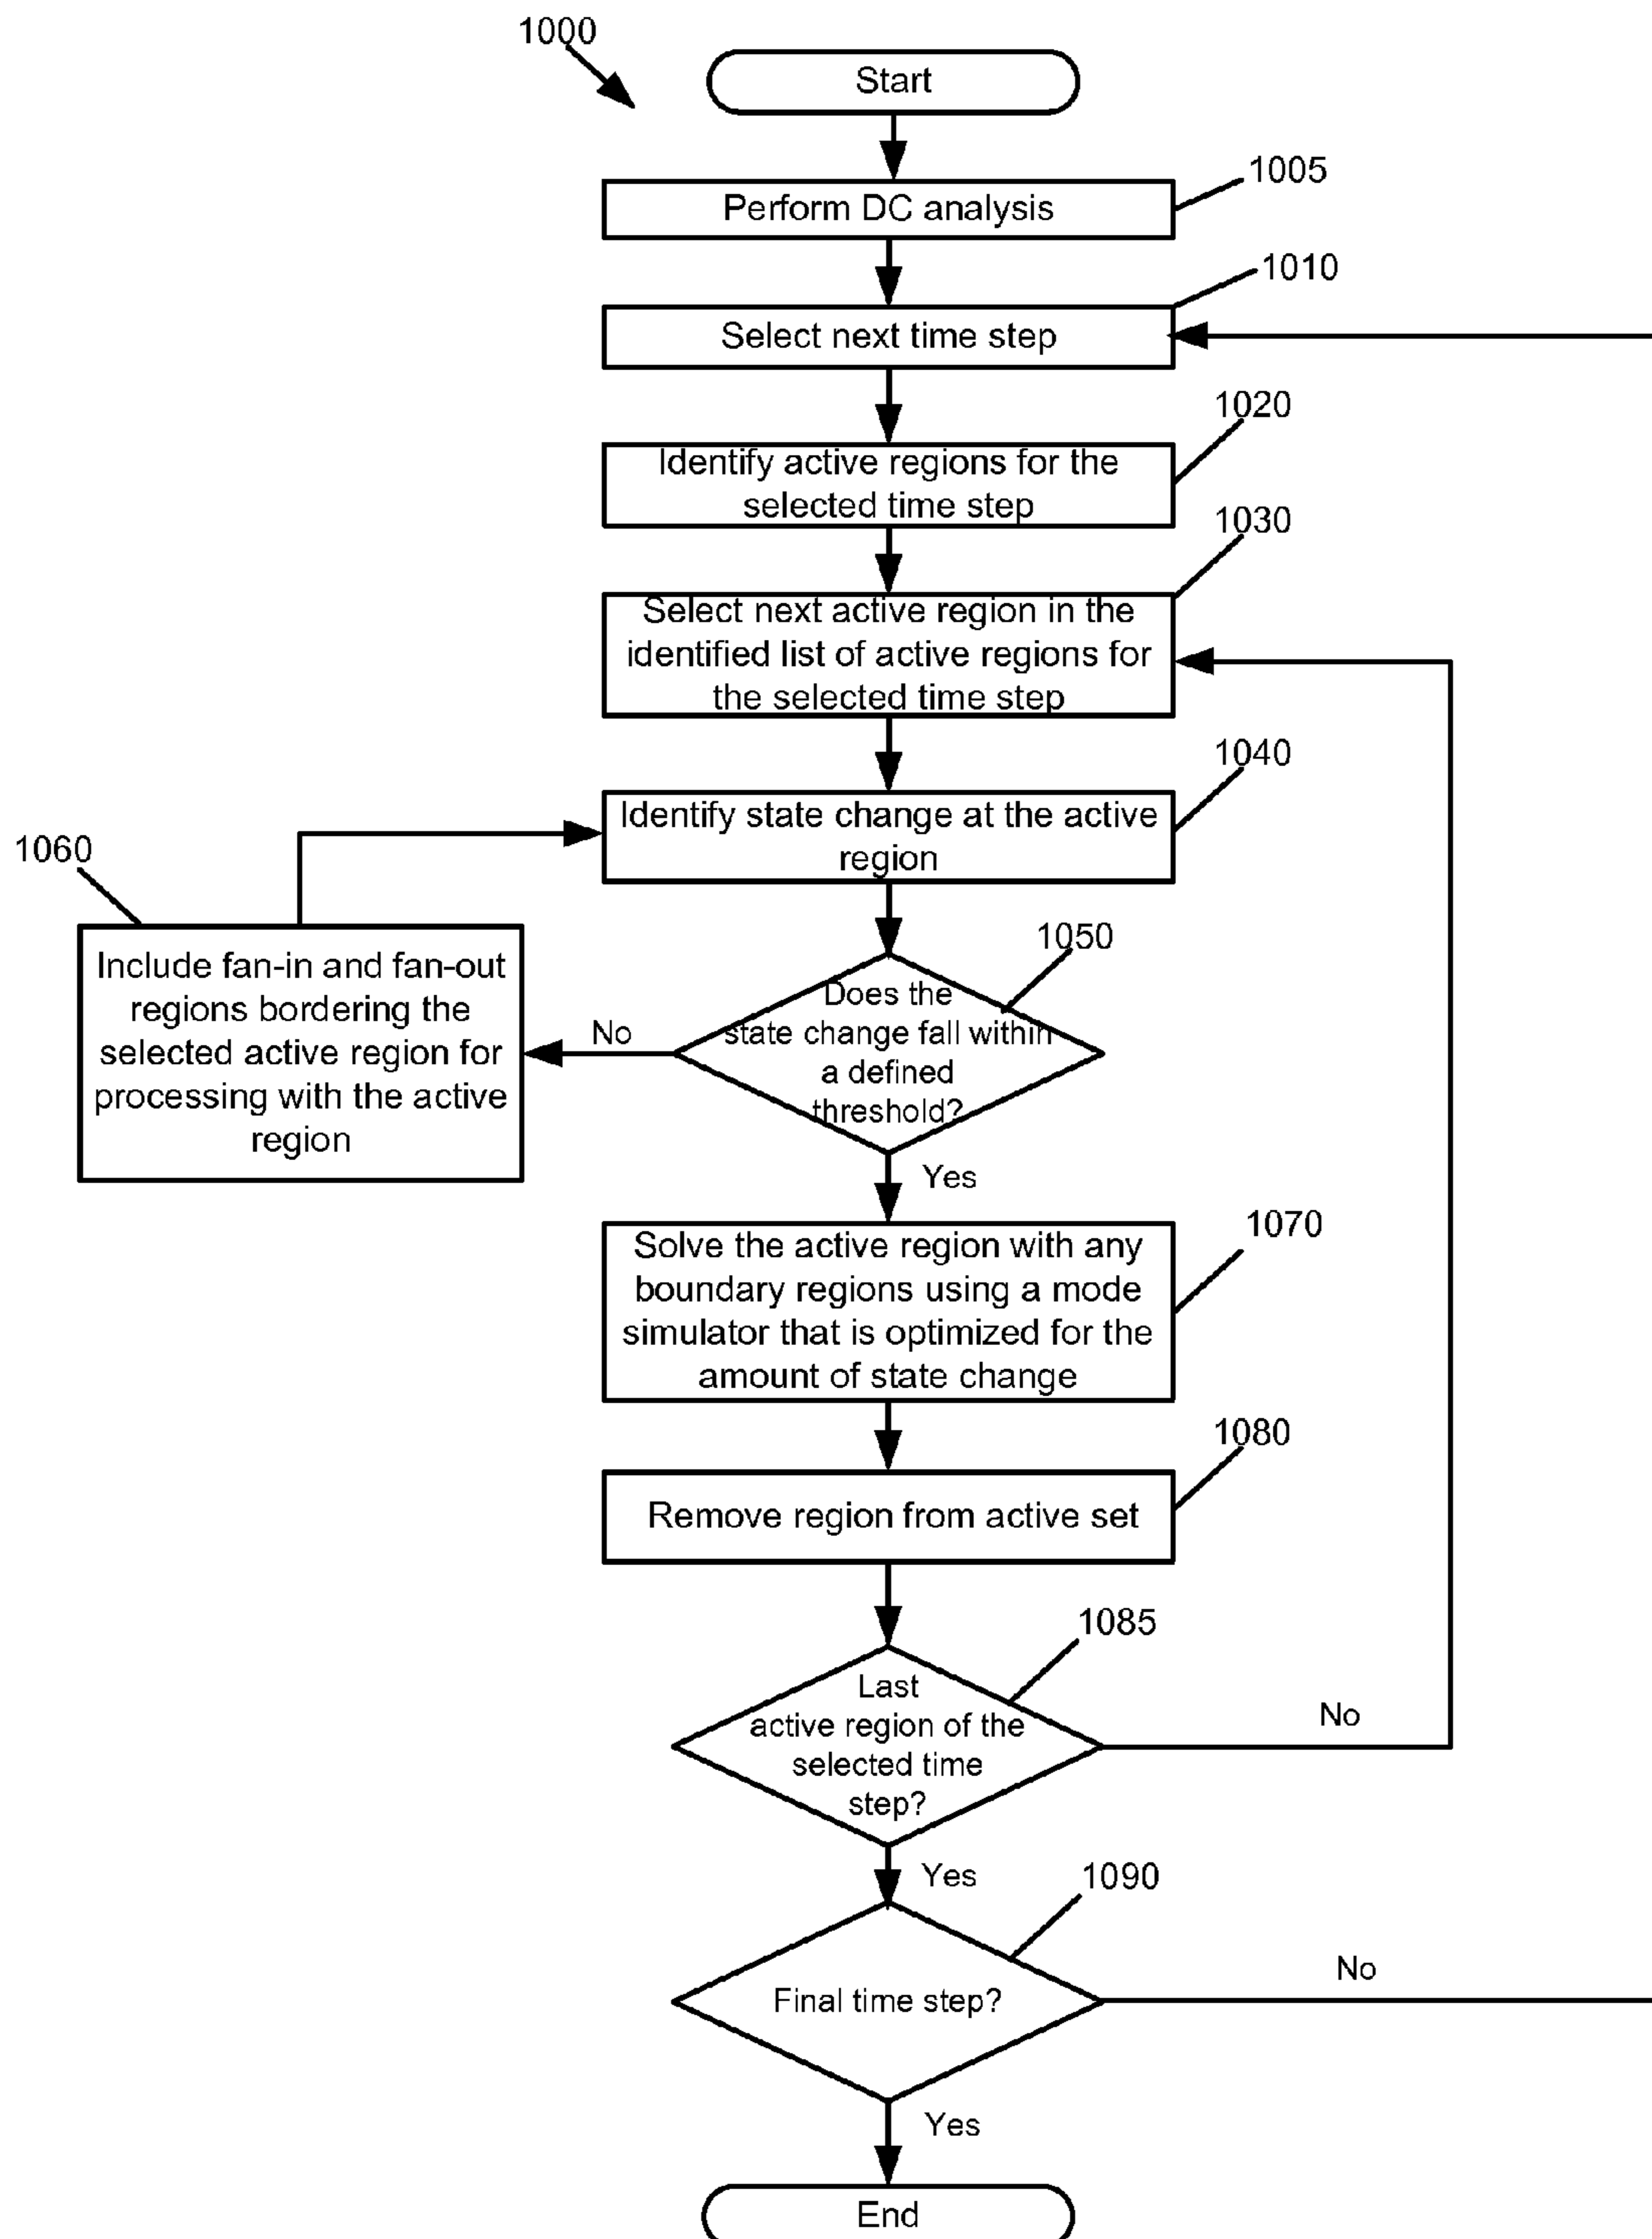 1000
Start
1005
Perform DC analysis
1010
Select next time step
1020
Identify active regions for the
selected time step
1030
Select next active region in the
identified list of active regions for
the selected time step
1040
Identify state change at the active
region
1060
Include fan-in and fan-out
regions bordering the
selected active region for
processing with the active
region
1050
Does the
state change fall within
a defined
threshold?
No
Yes
1070
Solve the active region with any
boundary regions using a mode
simulator that is optimized for the
amount of state change
1080
Remove region from active set
1085
Last
active region of the
selected time
step?
No
Yes
1090
Final time step?
No
Yes
End